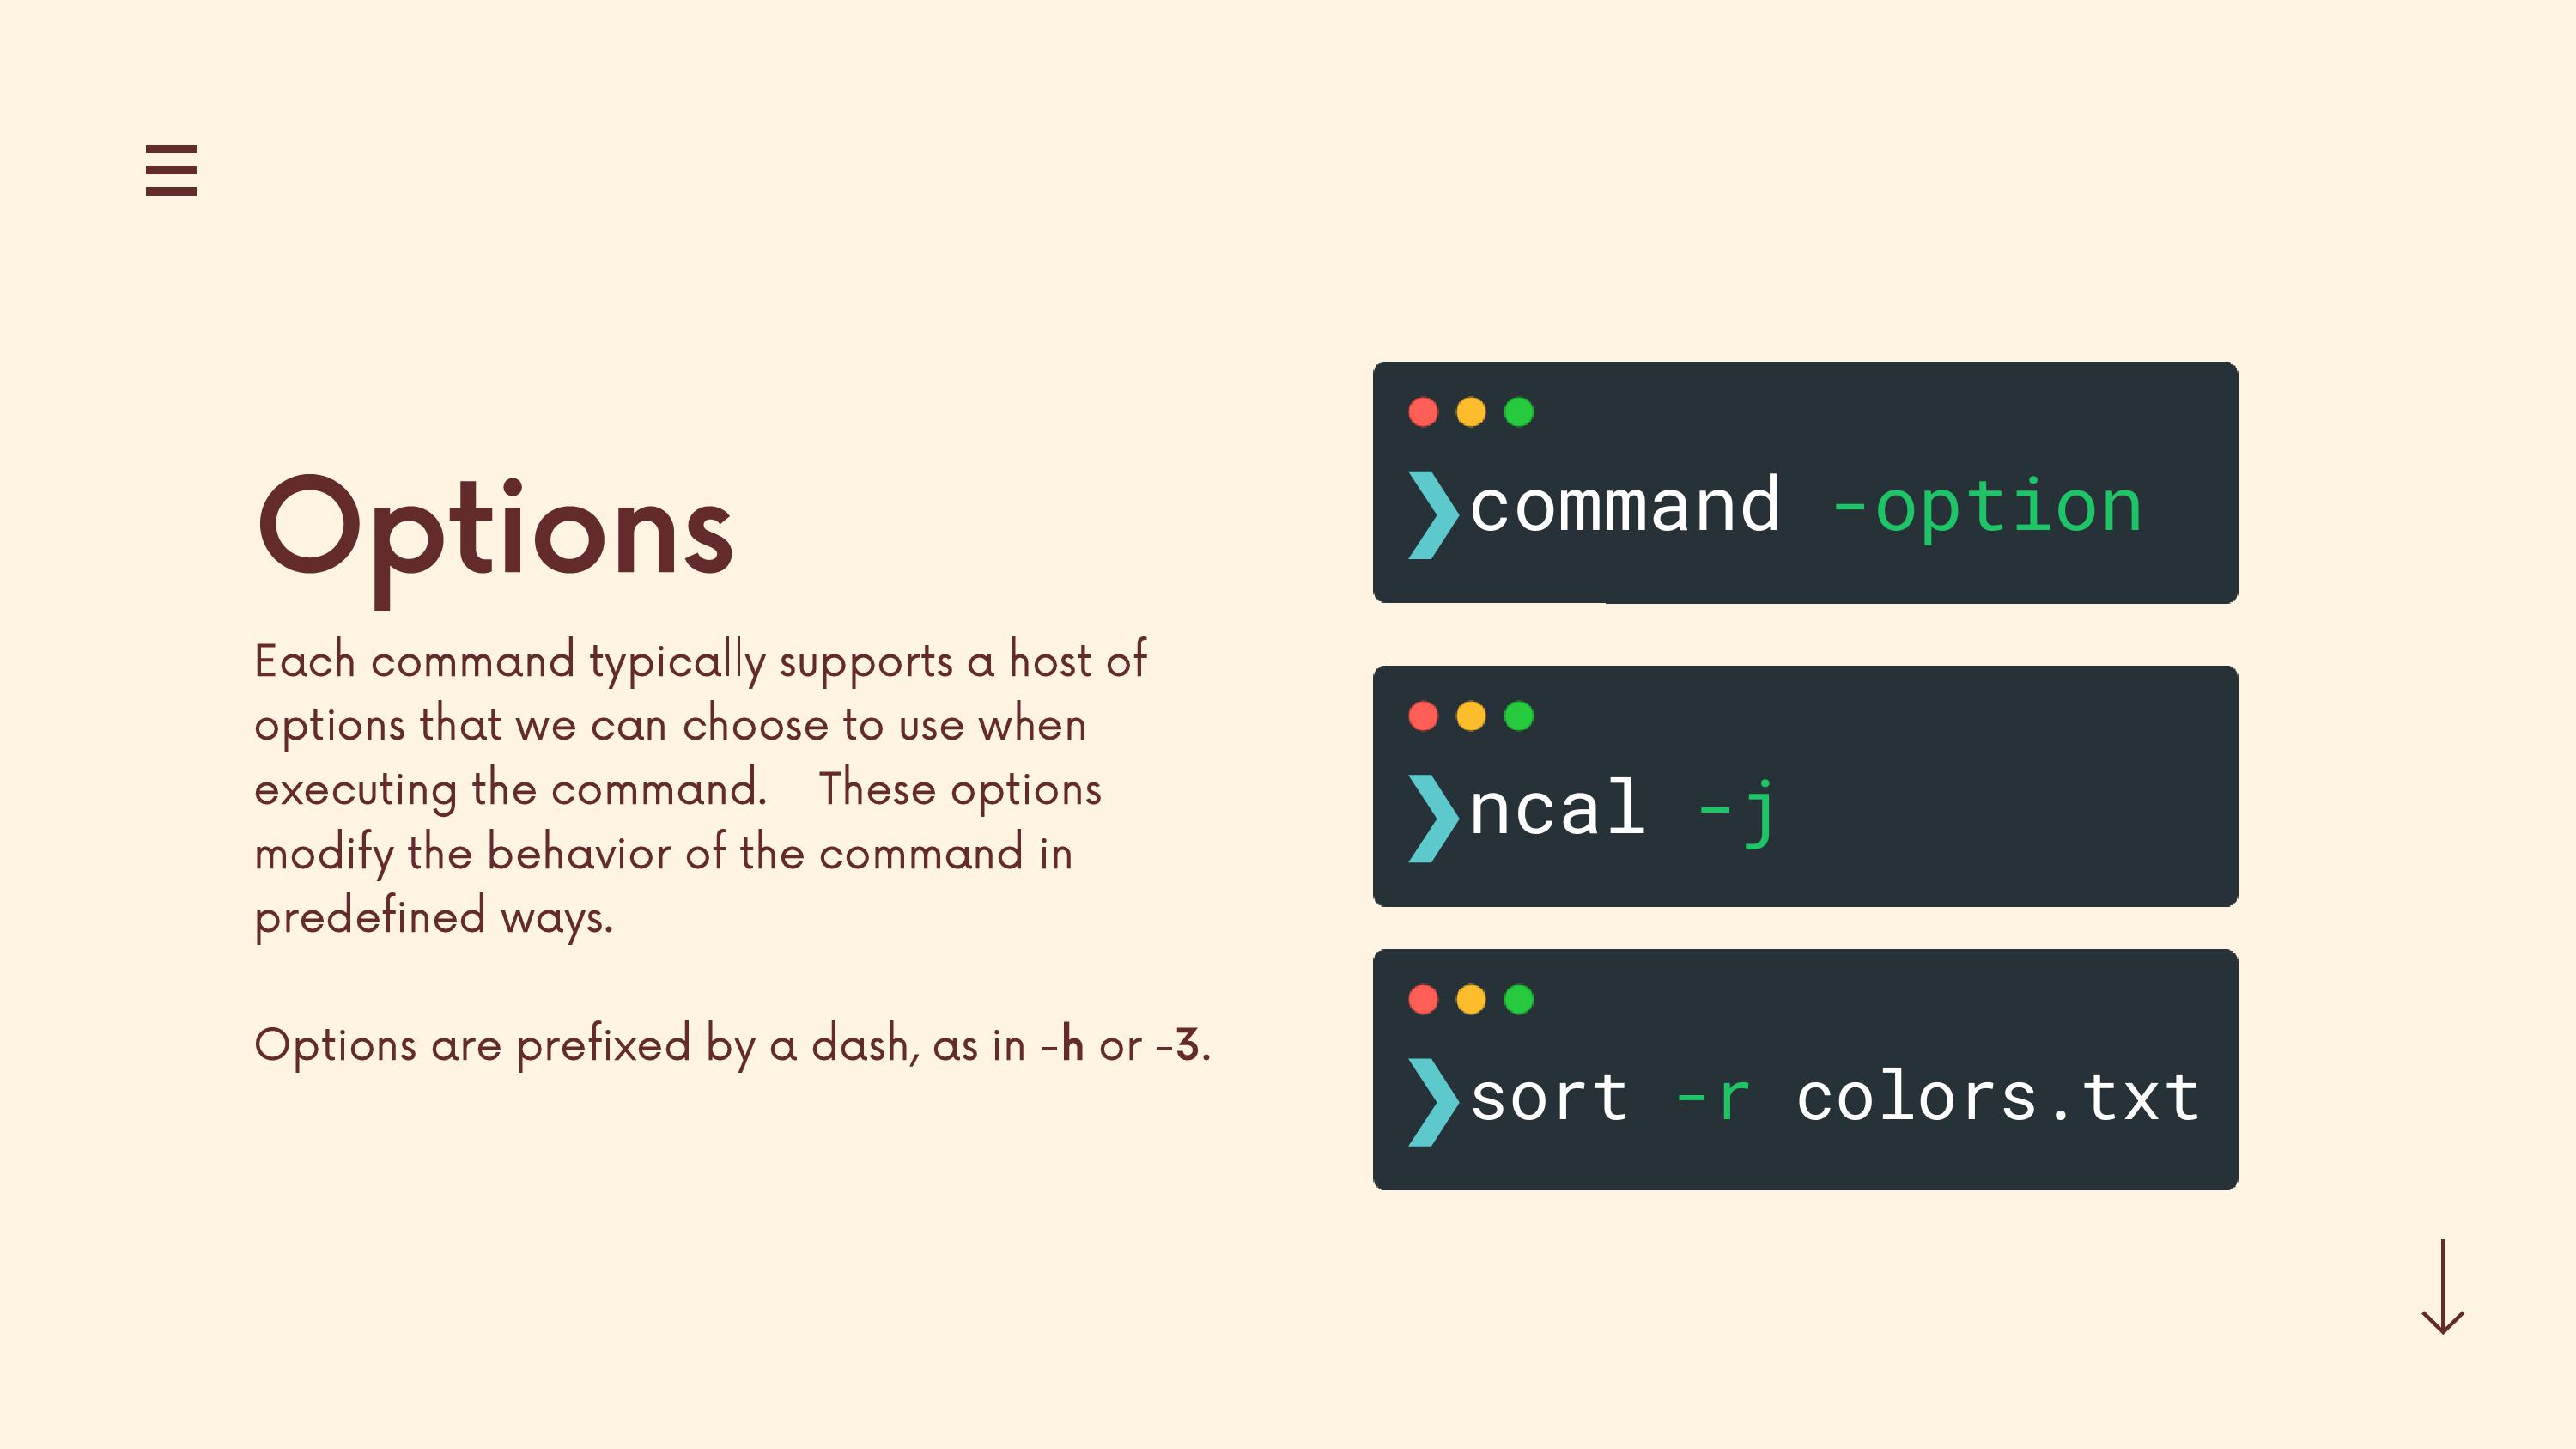 Options
Each command typically supports a host of
options that we can choose to use when
executing the command.    These options
modify the behavior of the command in
predefined ways.
Options are prefixed by a dash, as in -h or -3.
❯command -option
❯ncal -j
❯sort -r colors.txt